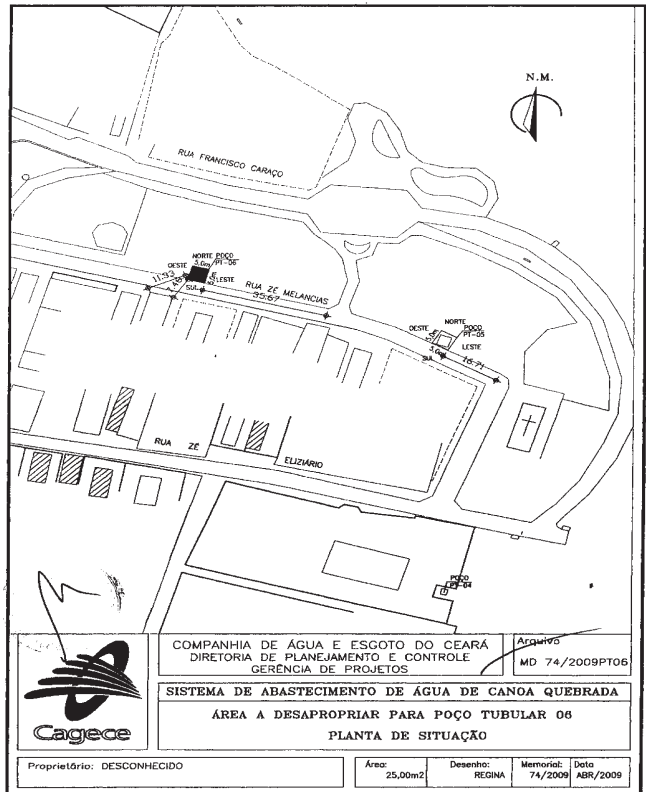 N.M.
RUA FRANCISCO CARAÇO
NORTE POÇO
5.0m PT-06
OESTE
11.93
LESTE
SUL
RUA ZÉ MELANCIAS
35.67
NORTE
OESTE
POÇO
PT-05
LESTE
SUL
5.0m
16.71
RUA ZÉ
ELIZIÁRIO
POÇO
PT-04
COMPANHIA DE ÁGUA E ESGOTO DO CEARÁ
DIRETORIA DE PLANEJAMENTO E CONTROLE
GERÊNCIA DE PROJETOS
Arquivo
MD 74/2009PT06
SISTEMA DE ABASTECIMENTO DE ÁGUA DE CANOA QUEBRADA
ÁREA A DESAPROPRIAR PARA POÇO TUBULAR 06
PLANTA DE SITUAÇÃO
Cagece
Proprietário: DESCONHECIDO
Área:
25,00m2
Desenho:
REGINA
Memorial:
74/2009
Data
ABR/2009